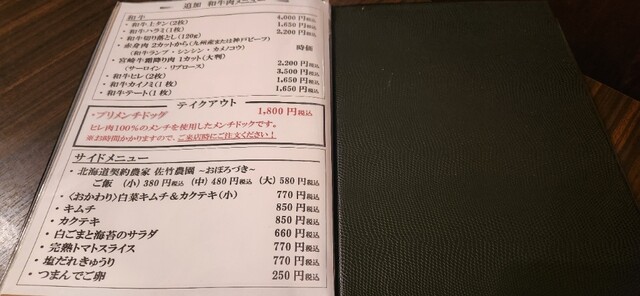 追加 和牛肉メニュー
和牛
・和牛上タン(2枚) 4,000円税込
・和牛ハラミ(1枚) 1,650円税込
・和牛切り落とし(120g) 2,200円税込
・赤身肉 2カットから(九州産または神戸ビーフ)
(和牛ランプ・シンシン・カメノコウ) 時価
・宮崎牛霜降り肉 1カット(大判)
(サーロイン・リブロース) 2,200円税込
・和牛ヒレ(2枚) 3,500円税込
・和牛カイノミ(1枚) 1,650円税込
・和牛テート(1枚) 1,650円税込
テイクアウト
・プリメンチドッグ 1,800円税込
ヒレ肉100%のメンチを使用したメンチドックです。
※お時間かかりますので、ご来店時にご注文ください!
サイドメニュー
・北海道契約農家 佐竹農園 ~おぼろづき~
ご飯 (小)380円税込 (中)480円税込 (大)580円税込
・〈おかわり〉白菜キムチ&カクテキ(小) 770円税込
・キムチ 850円税込
・カクテキ 850円税込
・白ごまと海苔のサラダ 660円税込
・完熟トマトスライス 770円税込
・塩だれきゅうり 770円税込
・つまんでご卵 250円税込